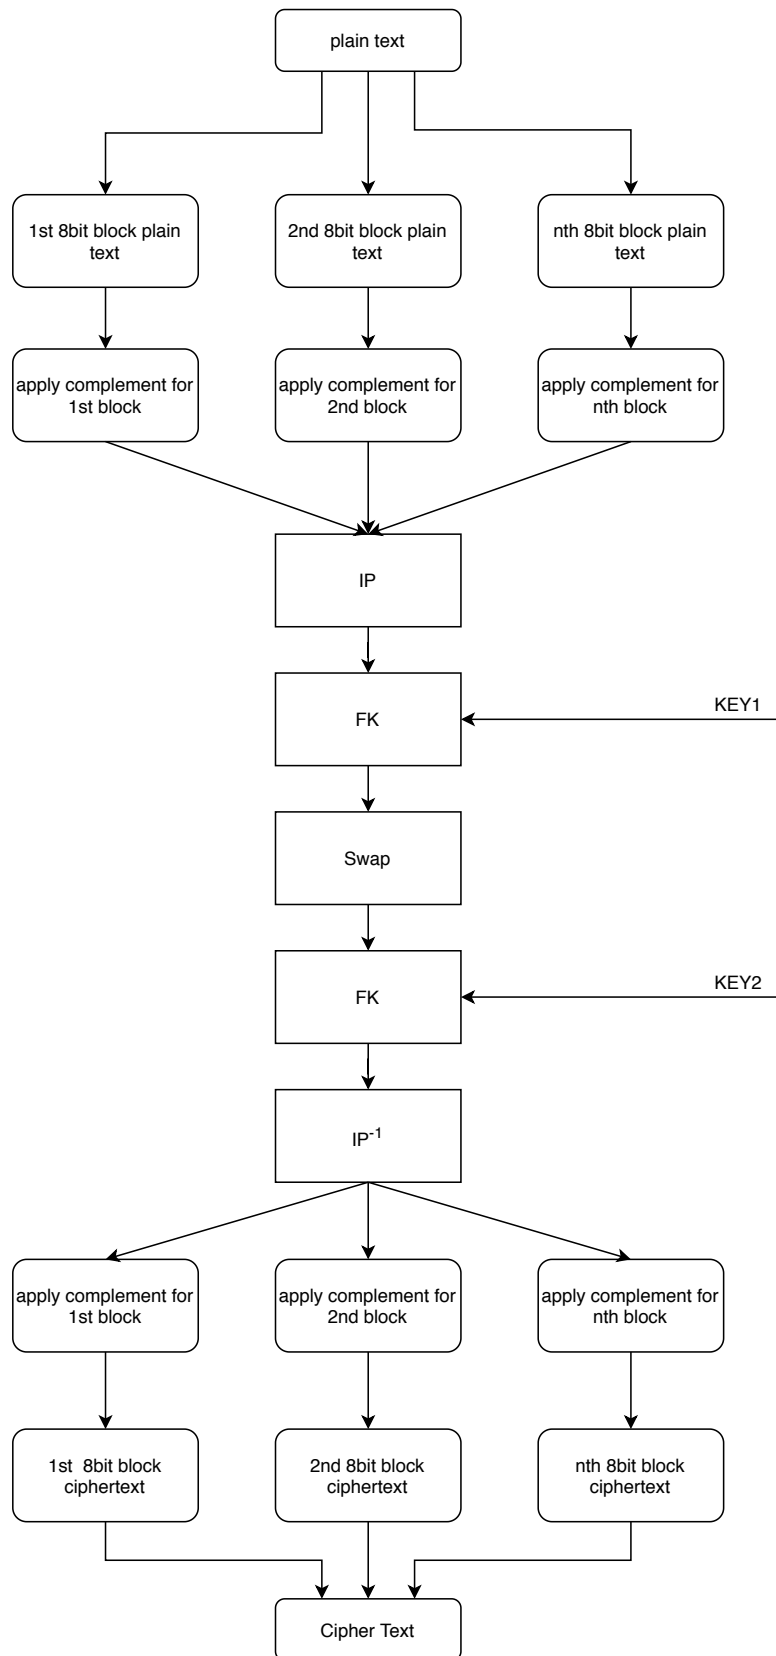 plain text
1st 8bit block plain
text
2nd 8bit block plain
text
nth 8bit block plain
text
apply complement for
1st block
apply complement for
2nd block
apply complement for
nth block
IP
FK
KEY1
Swap
FK
KEY2
IP-1
apply complement for
1st block
apply complement for
2nd block
apply complement for
nth block
1st  8bit block
ciphertext
2nd 8bit block
ciphertext
nth 8bit block
ciphertext
Cipher Text